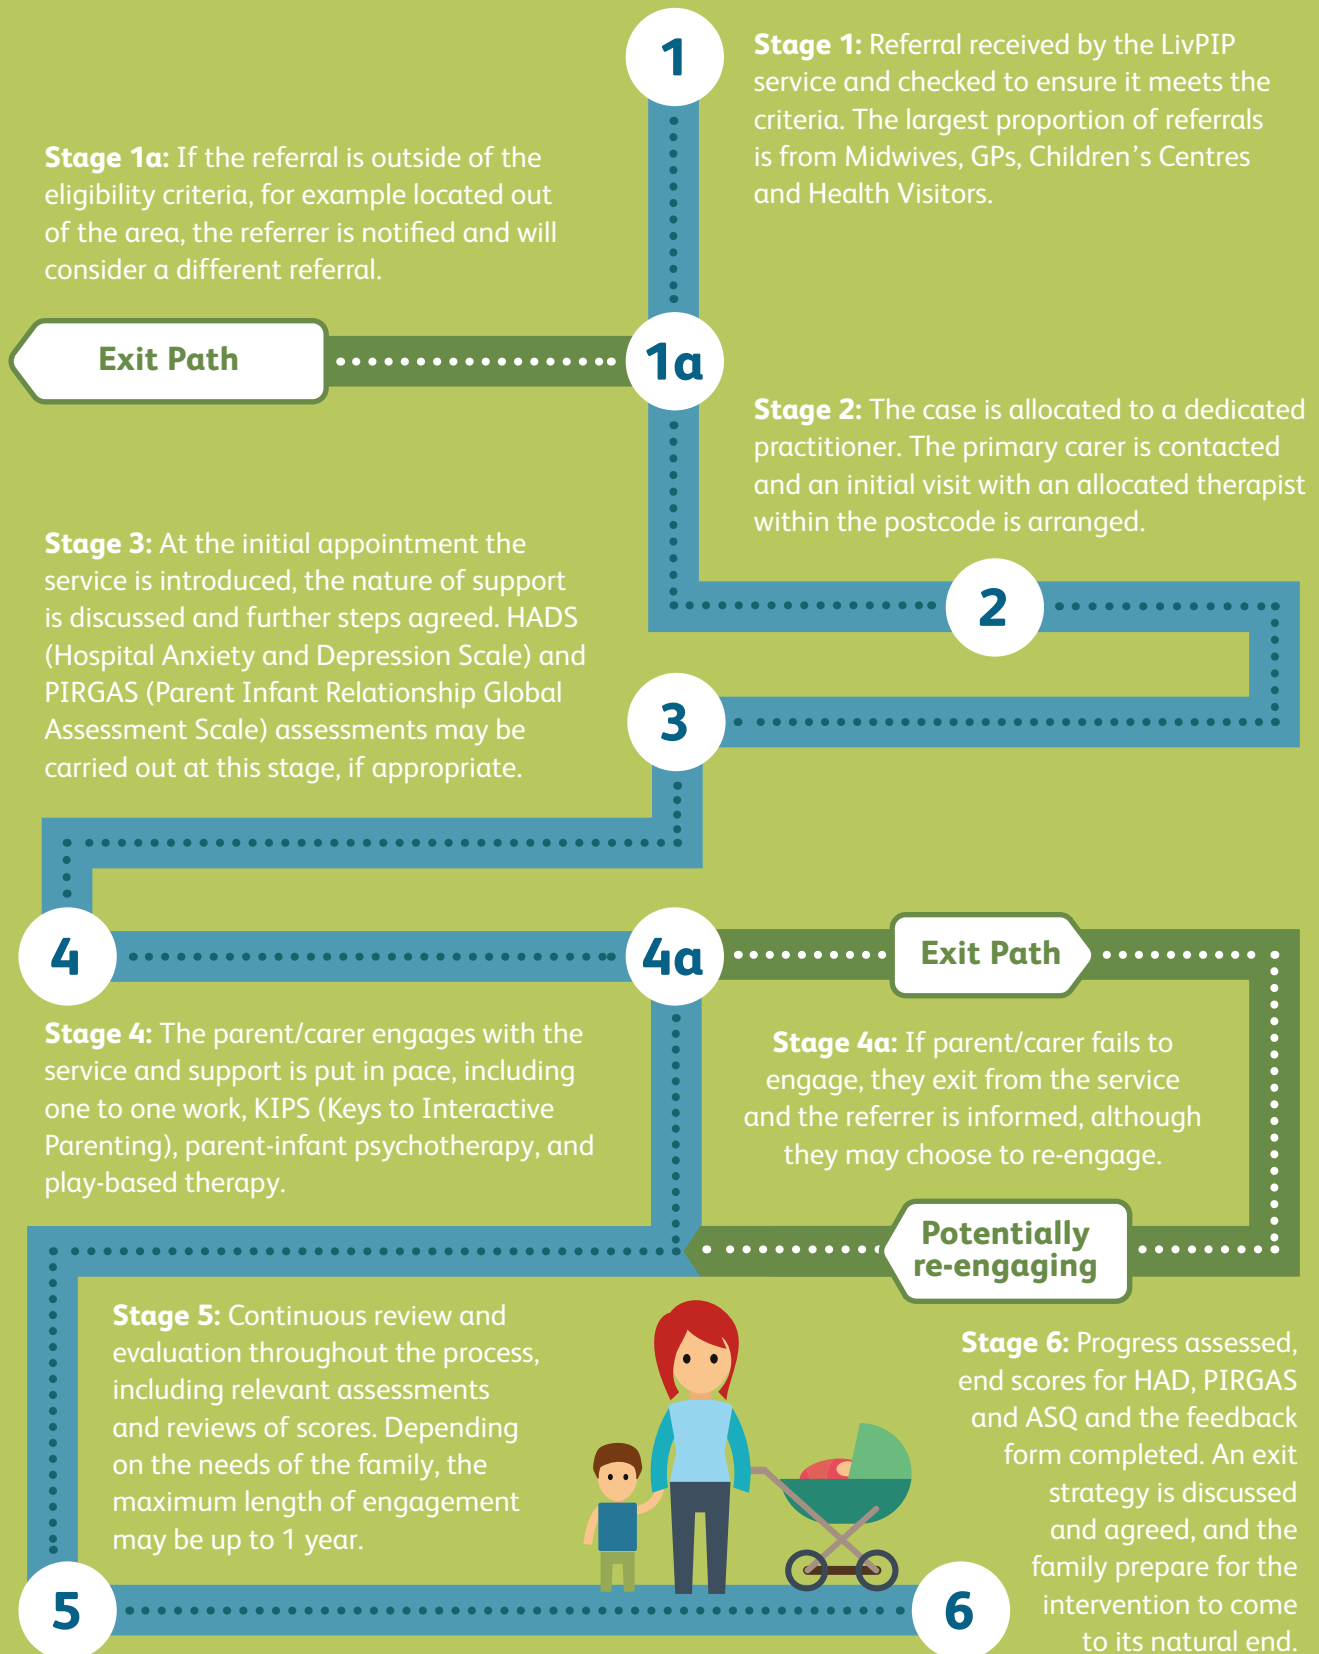 1
Stage 1: Referral received by the LivPIP
service and checked to ensure it meets the
criteria. The largest proportion of referrals
is from Midwives, GPs, Children's Centres
and Health Visitors.
Stage 1a: If the referral is outside of the
eligibility criteria, for example located out
of the area, the referrer is notified and will
consider a different referral.
Exit Path
1a
Stage 2: The case is allocated to a dedicated
practitioner. The primary carer is contacted
and an initial visit with an allocated therapist
within the postcode is arranged.
2
Stage 3: At the initial appointment the
service is introduced, the nature of support
is discussed and further steps agreed. HADS
(Hospital Anxiety and Depression Scale) and
PIRGAS (Parent Infant Relationship Global
Assessment Scale) assessments may be
carried out at this stage, if appropriate.
3
4
4a
Exit Path
Stage 4: The parent/carer engages with the
service and support is put in pace, including
one to one work, KIPS (Keys to Interactive
Parenting), parent-infant psychotherapy, and
play-based therapy.
Stage 4a: If parent/carer fails to
engage, they exit from the service
and the referrer is informed, although
they may choose to re-engage.
Potentially
re-engaging
Stage 5: Continuous review and
evaluation throughout the process,
including relevant assessments
and reviews of scores. Depending
on the needs of the family, the
maximum length of engagement
may be up to 1 year.
Stage 6: Progress assessed,
end scores for HAD, PIRGAS
and ASQ and the feedback
form completed. An exit
strategy is discussed
and agreed, and the
family prepare for the
intervention to come
to its natural end.
5
6